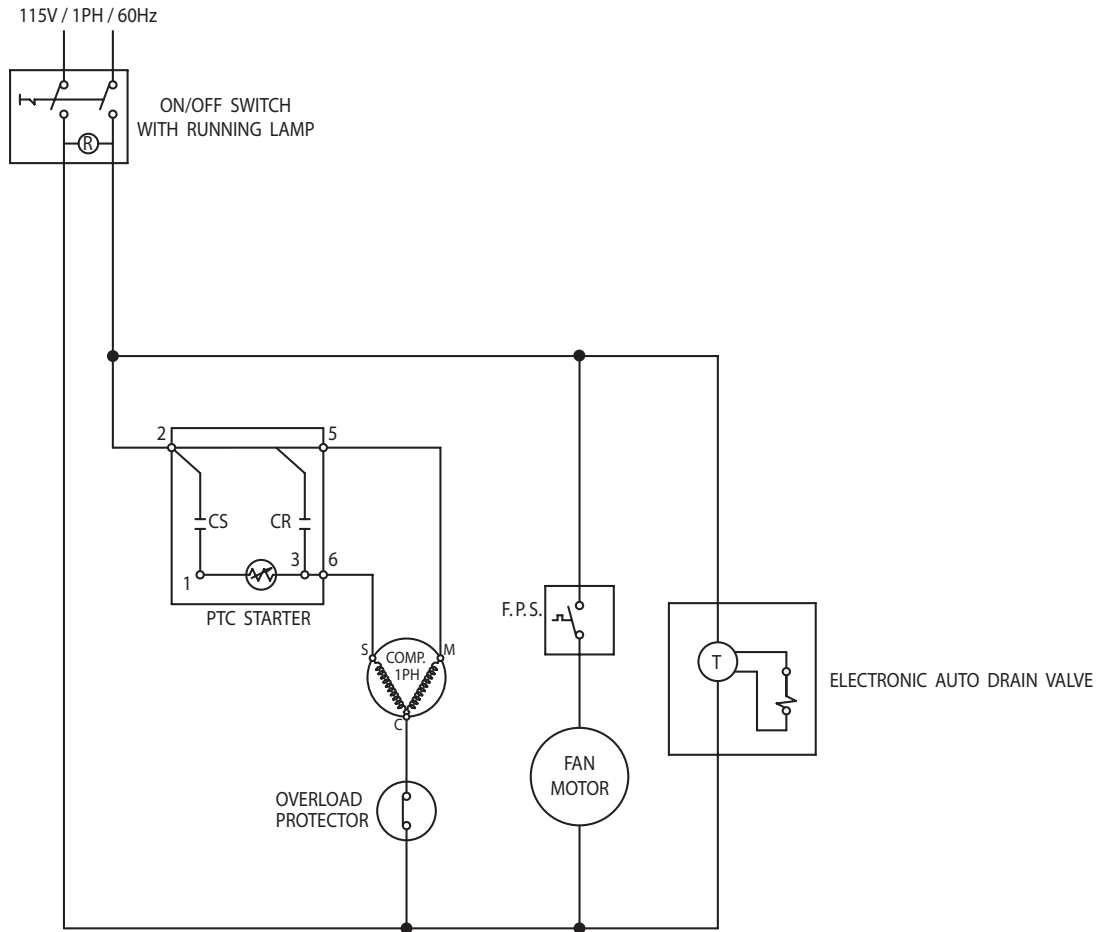 115V / 1PH / 60Hz
ON/OFF SWITCH
WITH RUNNING LAMP
R
2
5
CS
CR
1
3
6
PTC STARTER
F.P.S.
S
COMP.
1PH
M
C
T
ELECTRONIC AUTO DRAIN VALVE
FAN
MOTOR
OVERLOAD
PROTECTOR